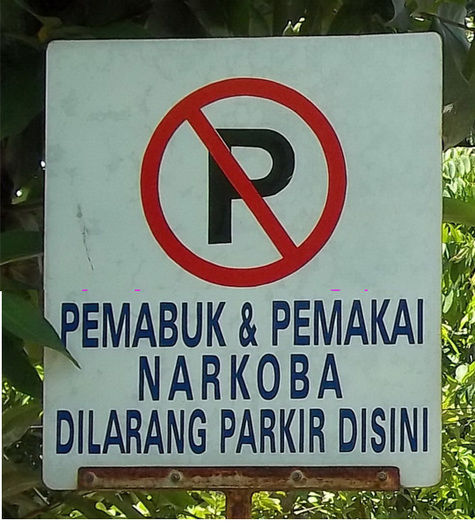 P
PEMABUK & PEMAKAI
NARKOBA
DILARANG PARKIR DISINI